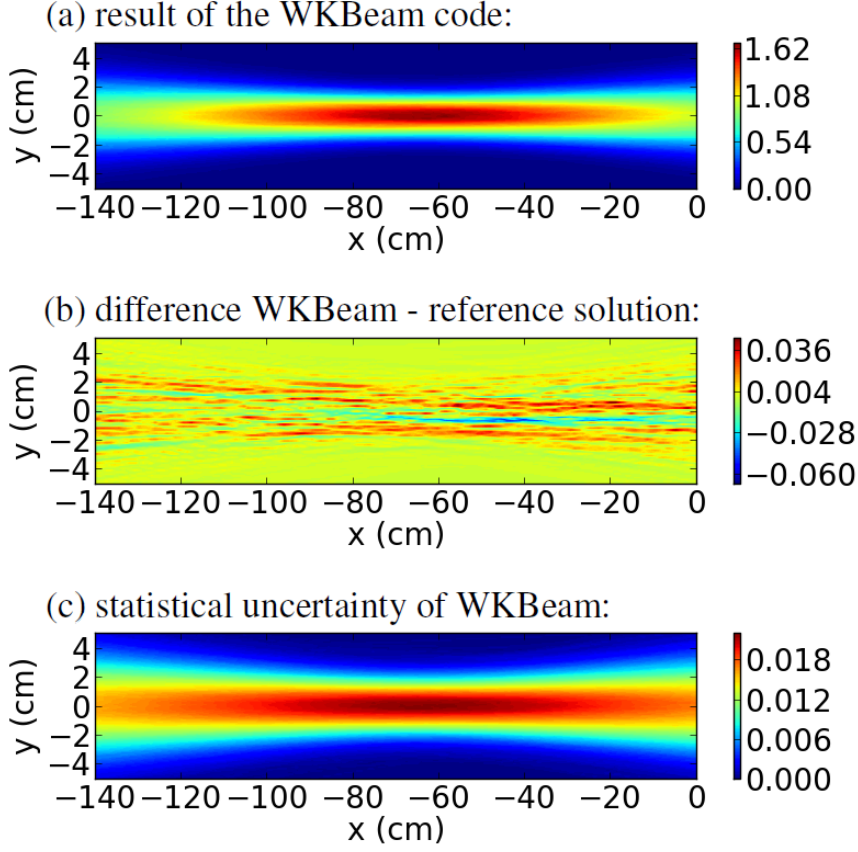 (a) result of the WKBeam code:
y (cm)
4
2
0
−2
−4
−140 −120 −100 −80 −60 −40 −20 0
x (cm)
1.62
1.08
0.54
0.00
(b) difference WKBeam - reference solution:
y (cm)
4
2
0
−2
−4
−140 −120 −100 −80 −60 −40 −20 0
x (cm)
0.036
0.004
−0.028
−0.060
(c) statistical uncertainty of WKBeam:
y (cm)
4
2
0
−2
−4
−140 −120 −100 −80 −60 −40 −20 0
x (cm)
0.018
0.012
0.006
0.000